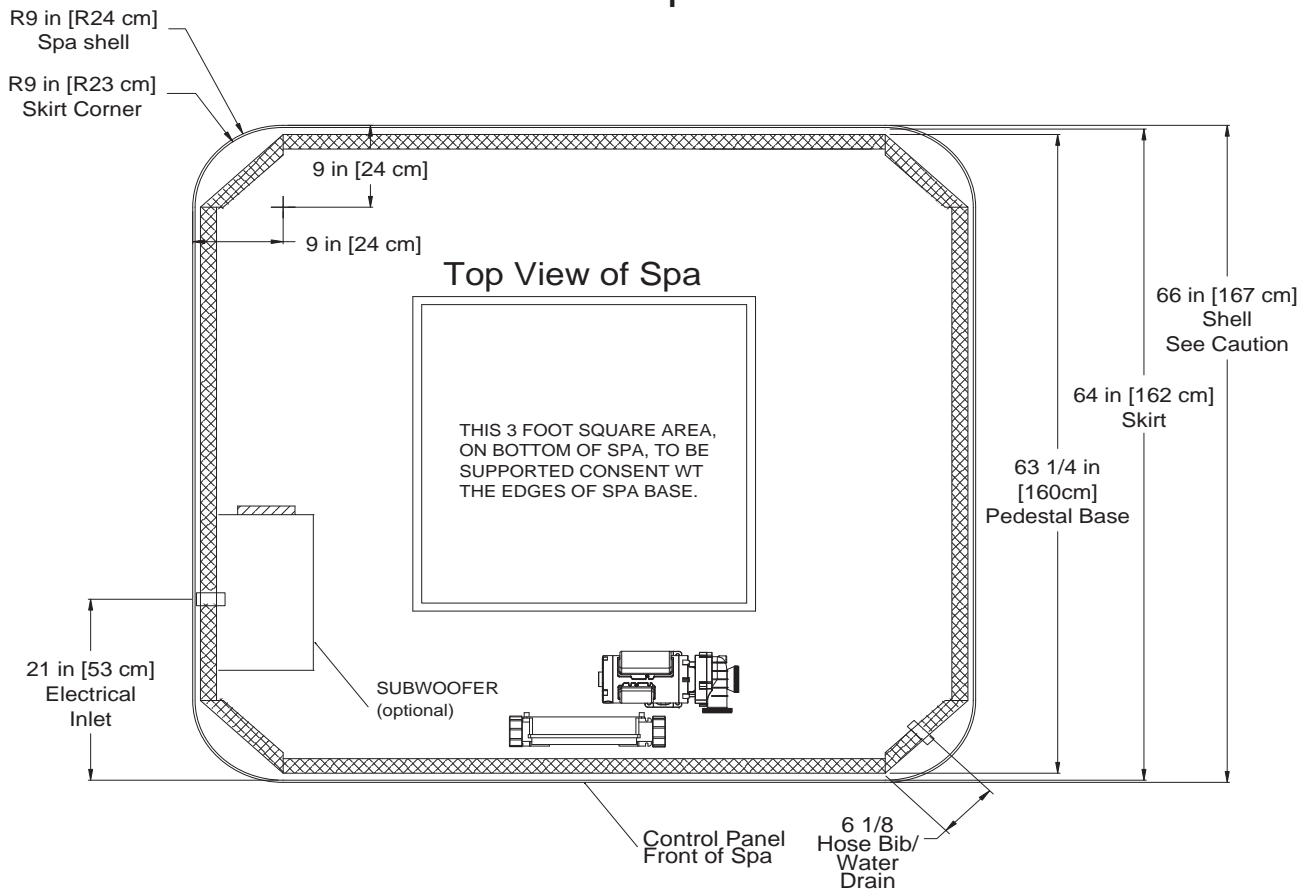 R9 in [R24 cm]
Spa shell
R9 in [R23 cm]
Skirt Corner
9 in [24 cm]
9 in [24 cm]
Top View of Spa
66 in [167 cm]
Shell
See Caution
64 in [162 cm]
Skirt
THIS 3 FOOT SQUARE AREA,
ON BOTTOM OF SPA, TO BE
SUPPORTED CONSENT WT
THE EDGES OF SPA BASE.
63 1/4 in
[160cm]
Pedestal Base
21 in [53 cm]
Electrical
Inlet
SUBWOOFER
(optional)
Control Panel
Front of Spa
6 1/8
Hose Bib/
Water
Drain